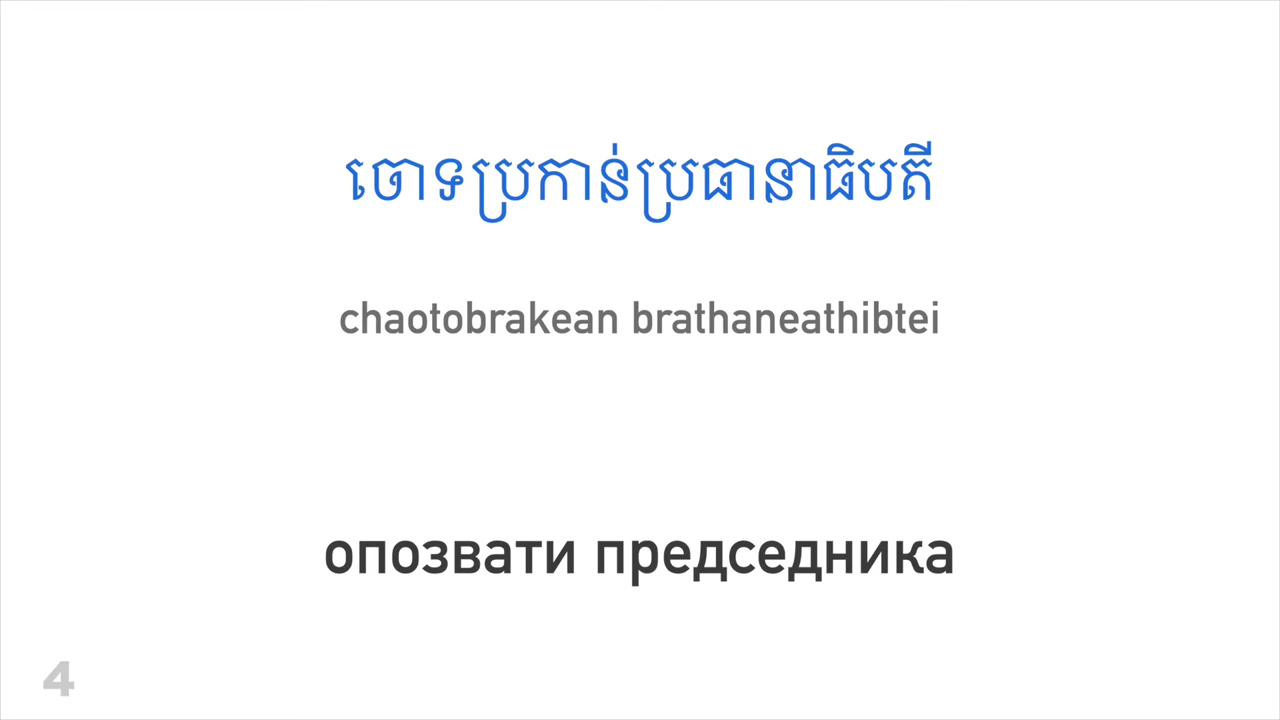 ចោទប្រកាន់ប្រធានាធិបតី
chaotobrakean brathaneathibtei
опозвати председника
4